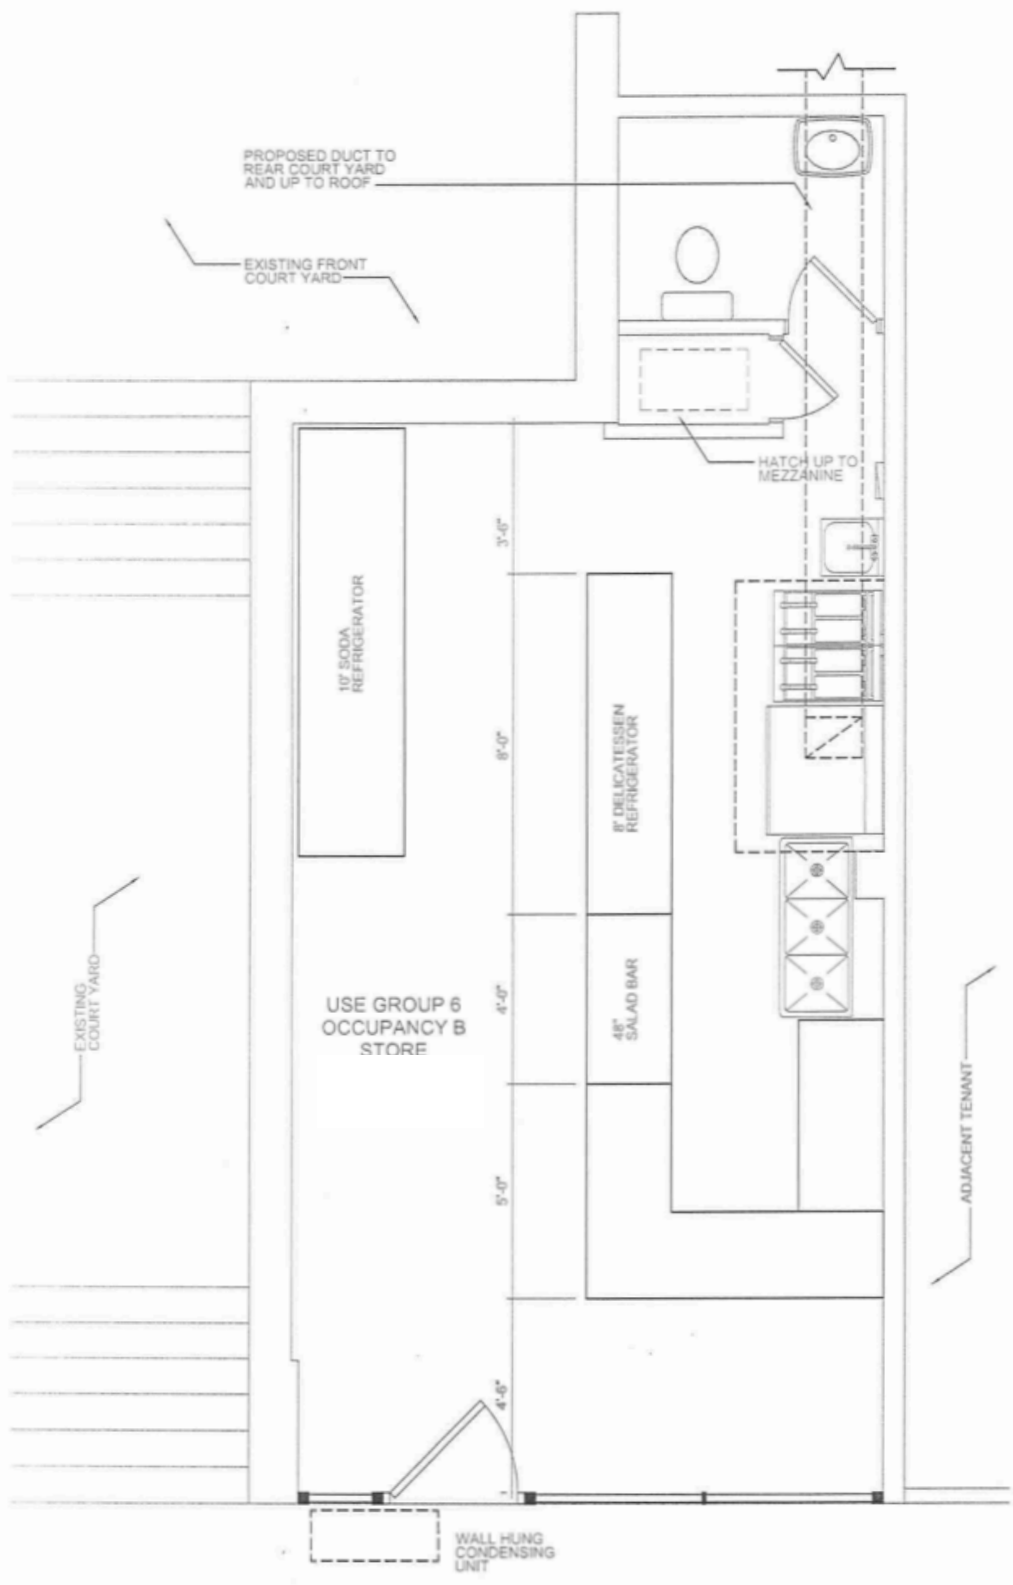 PROPOSED DUCT TO
REAR COURT YARD
AND UP TO ROOF
EXISTING FRONT
COURT YARD
HATCH UP TO
MEZZANINE
3'-6"
10' SODA
REFRIGERATOR
8'-0"
8' DELICATESSEN
REFRIGERATOR
USE GROUP 6
OCCUPANCY B
STORE
4'-0"
48"
SALAD BAR
EXISTING
COURT YARD
ADJACENT TENANT
5'-0"
4'-6"
WALL HUNG
CONDENSING
UNIT